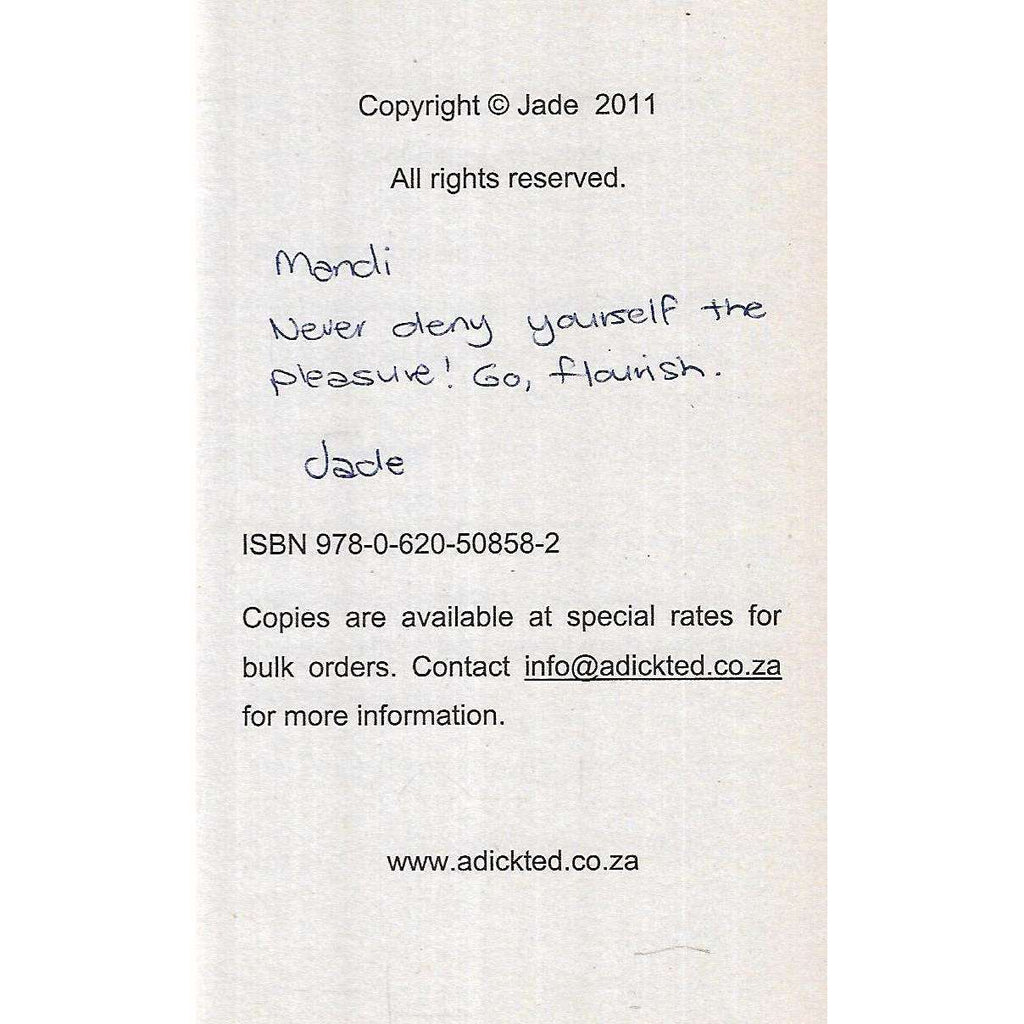 Copyright © Jade 2011
All rights reserved.
Mandi
Never deny yourself the
pleasure! Go, flourish.
Jade
ISBN 978-0-620-50858-2
Copies are available at special rates for
bulk orders. Contact info@adickted.co.za
for more information.
www.adickted.co.za